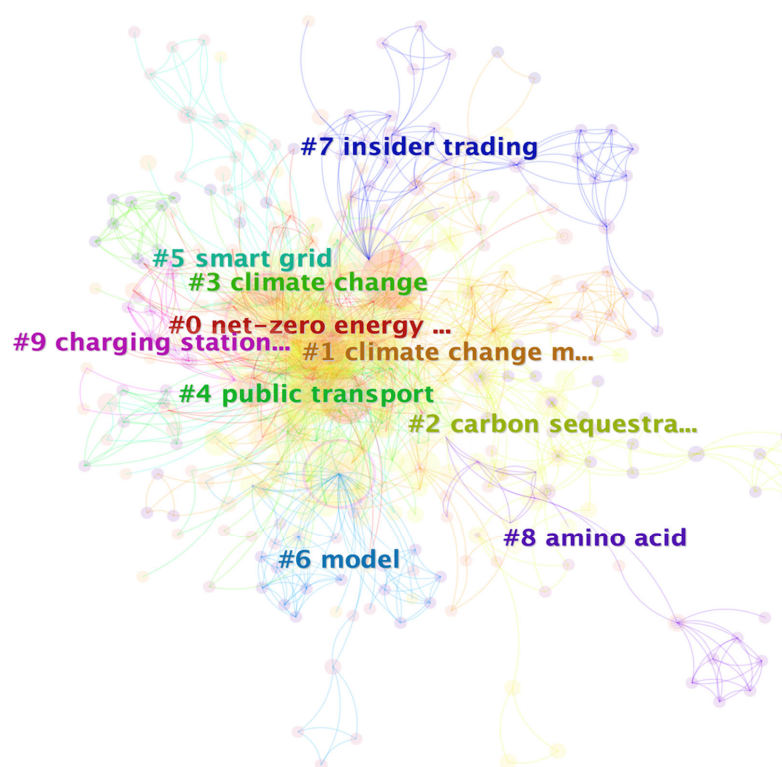 #7 insider trading
#5 smart grid
#3 climate change
#0 net-zero energy ...
#9 charging station...
#1 climate change m...
#4 public transport
#2 carbon sequestra...
#8 amino acid
#6 model